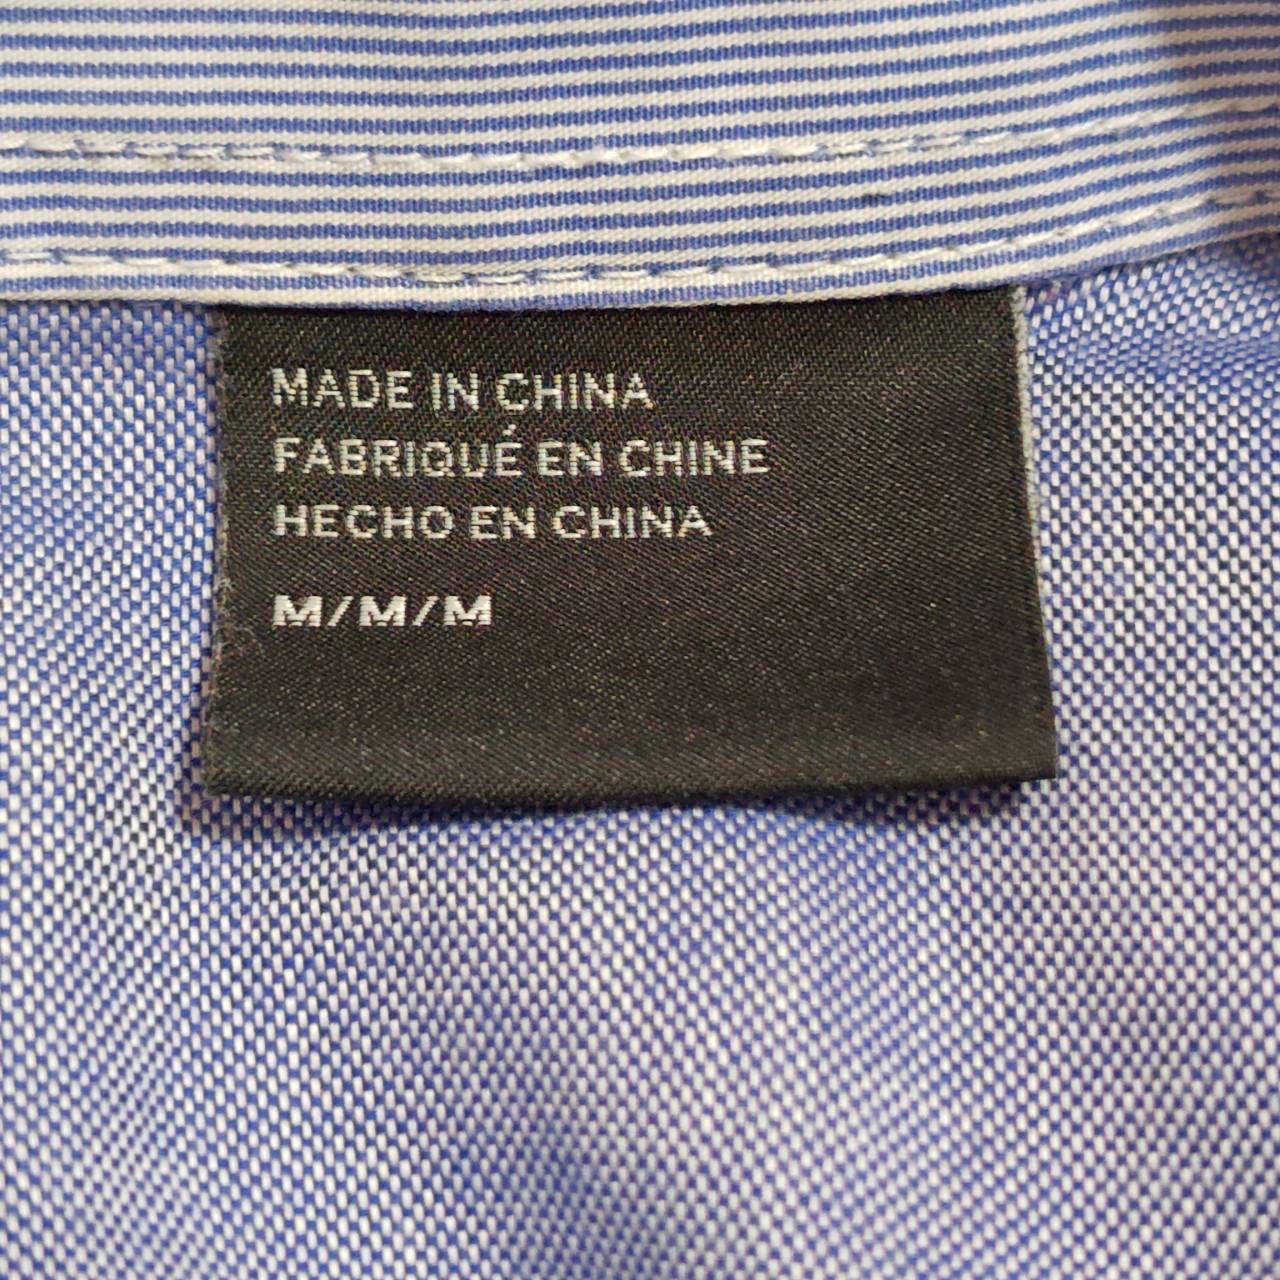 MADE IN CHINA
FABRIQUÉ EN CHINE
HECHO EN CHINA
M/M/M